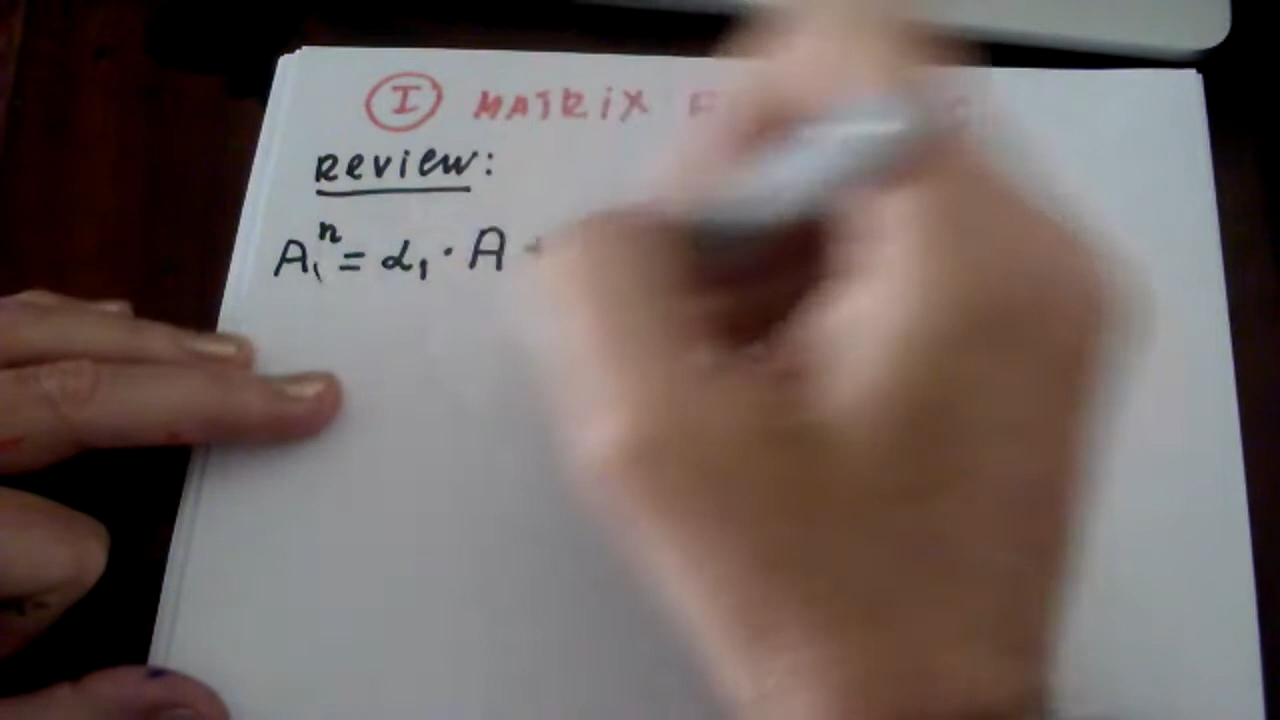 I MATRIX F
Review:
A₁ⁿ = α₁ · A